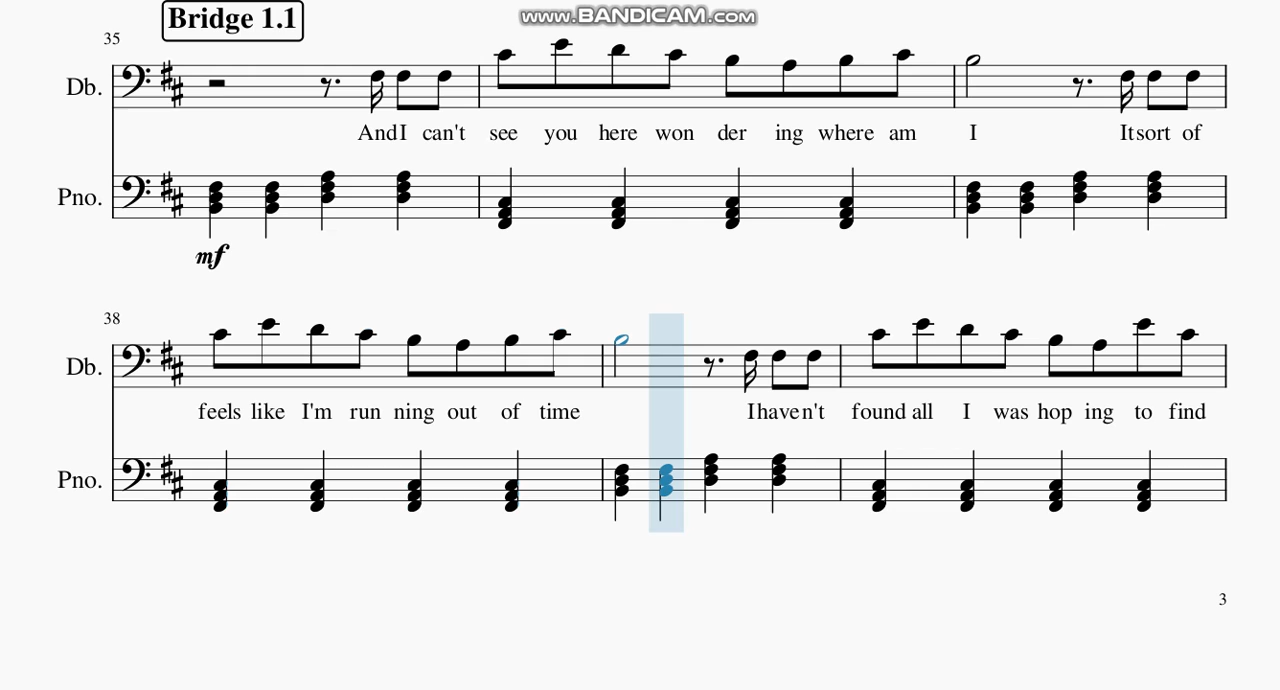 www.BANDICAM.com
Bridge 1.1
35
Db.
And I can't see you here won der ing where am I It sort of
Pno.
mf
38
Db.
feels like I'm run ning out of time I haven't found all I was hop ing to find
Pno.
3